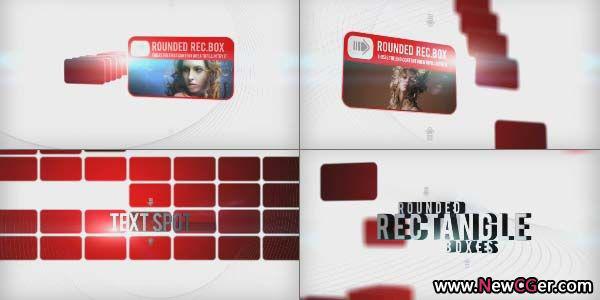 ROUNDED REC.BOX
ROUNDED REC.BOX
TEXT SPOT
ROUNDED
RECTANGLE
BOXES
www.NewCGer.com